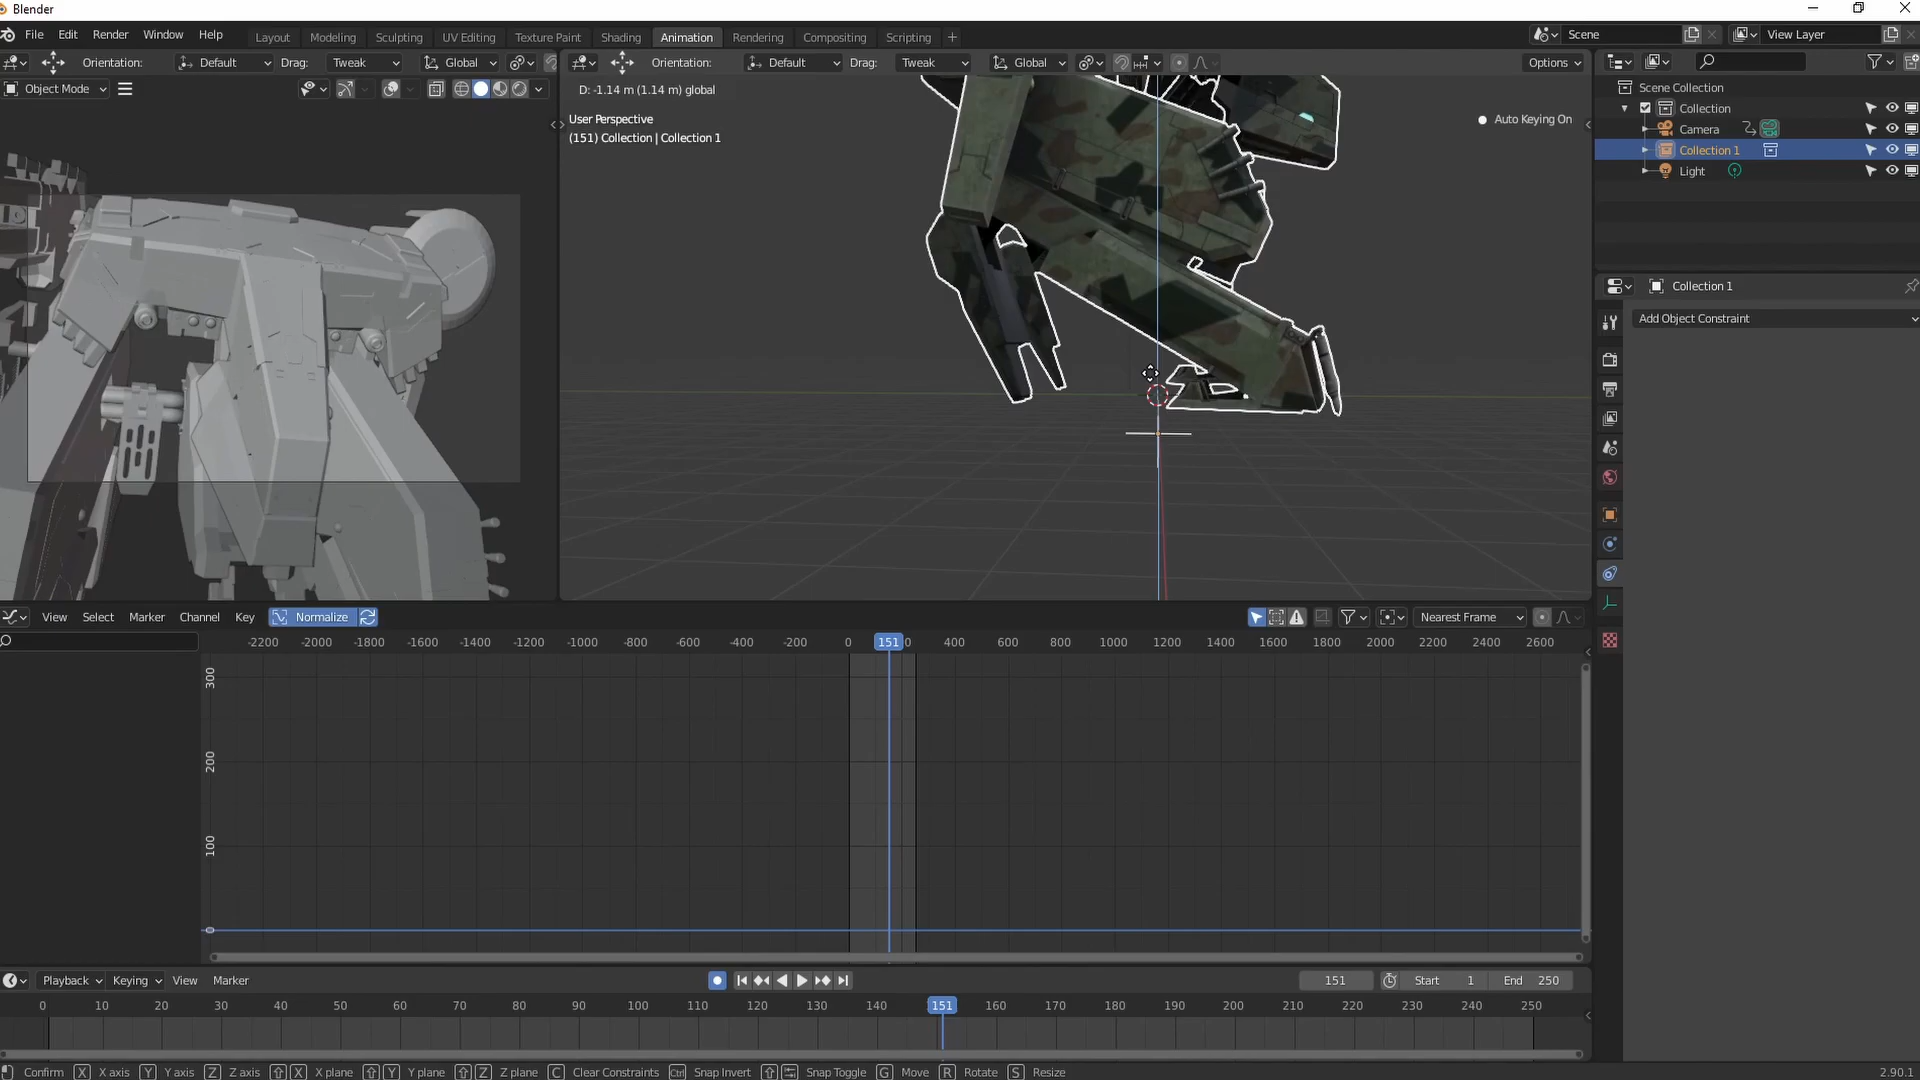 Blender
File Edit Render Window Help Layout Modeling Sculpting UV Editing Texture Paint Shading Animation Rendering Compositing Scripting + Scene View Layer
Orientation: Default Drag: Tweak Global Orientation: Default Drag: Tweak Global Options
Object Mode D: -1.14 m (1.14 m) global Scene Collection
User Perspective Auto Keying On Collection
(151) Collection | Collection 1 Camera
Collection 1
Light
Collection 1
Add Object Constraint
View Select Marker Channel Key Normalize Nearest Frame
-2200 -2000 -1800 -1600 -1400 -1200 -1000 -800 -600 -400 -200 0 151 0 400 600 800 1000 1200 1400 1600 1800 2000 2200 2400 2600
300
200
100
0
Playback Keying View Marker 151 Start 1 End 250
0 10 20 30 40 50 60 70 80 90 100 110 120 130 140 151 160 170 180 190 200 210 220 230 240 250
Confirm X X axis Y Y axis Z Z axis X X plane Y Y plane Z Z plane C Clear Constraints Ctrl Snap Invert Snap Toggle G Move R Rotate S Resize 2.90.1